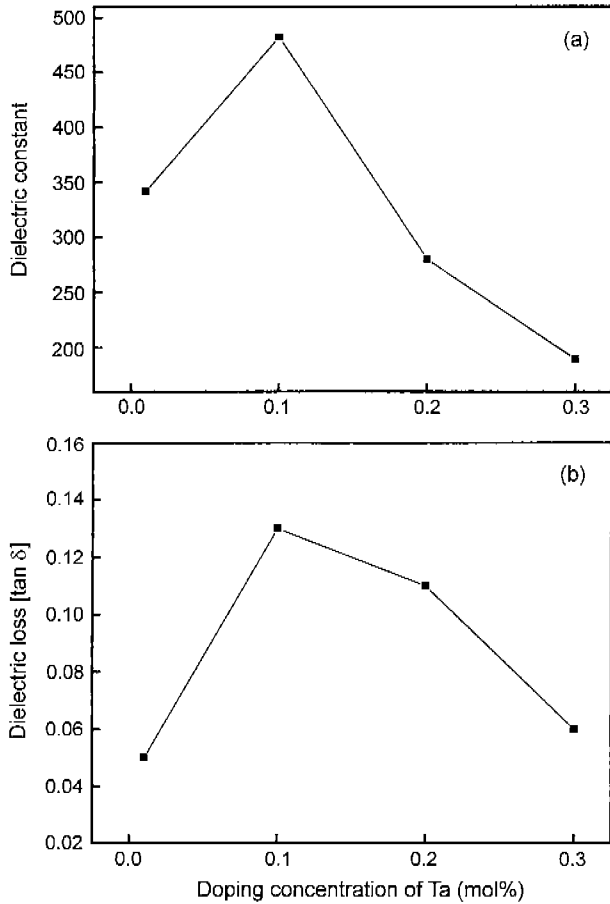 (a)
Dielectric constant
500
450
400
350
300
250
200
0.0 0.1 0.2 0.3
(b)
Dielectric loss [tan δ]
0.16
0.14
0.12
0.10
0.08
0.06
0.04
0.02
0.0 0.1 0.2 0.3
Doping concentration of Ta (mol%)